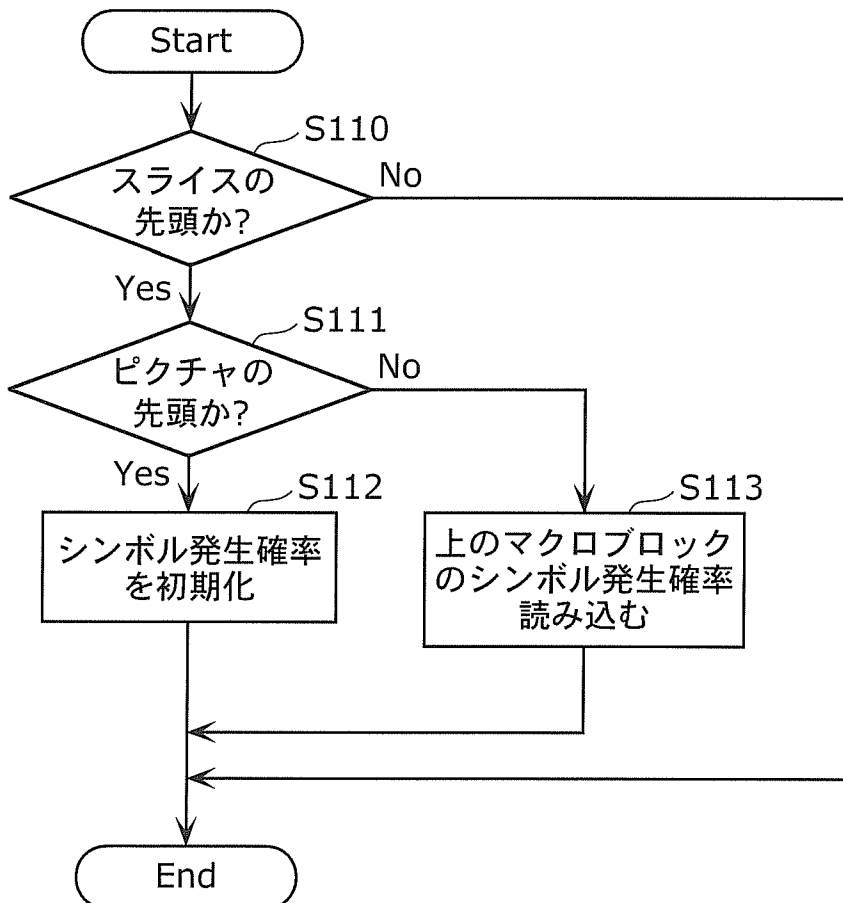 Start
S110
スライスの
先頭か?
No
Yes
S111
ピクチャの
先頭か?
No
Yes
S112
シンボル発生確率
を初期化
S113
上のマクロブロック
のシンボル発生確率
読み込む
End